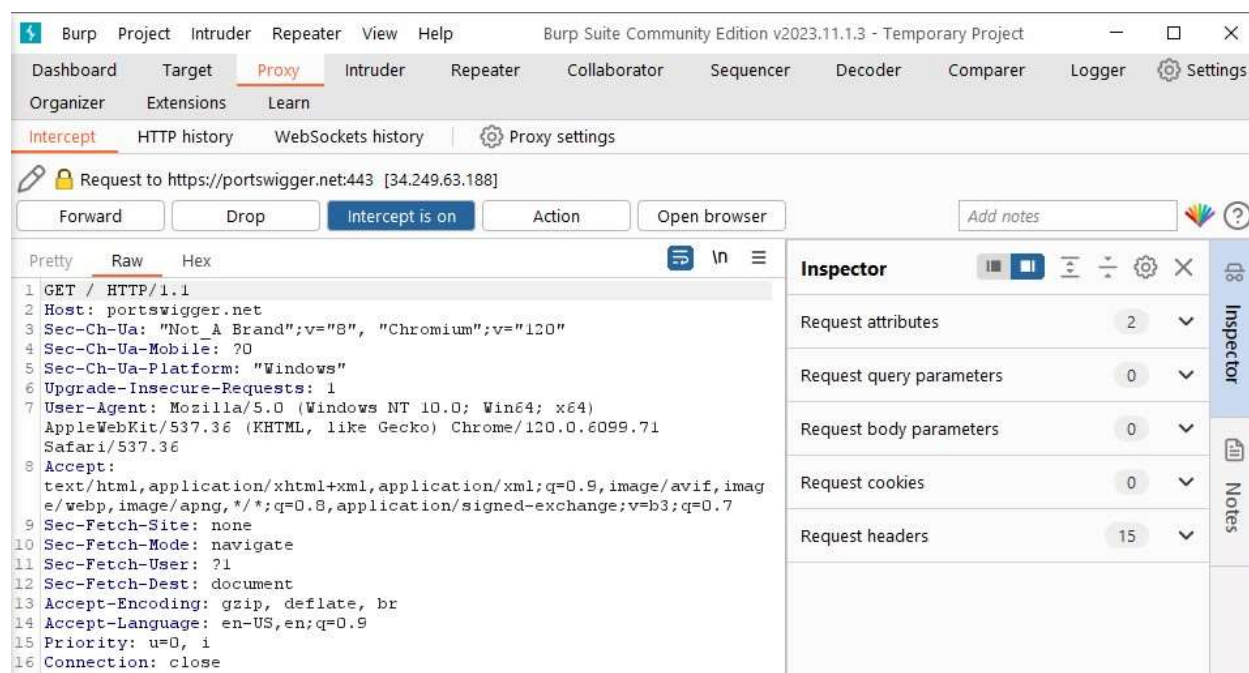 Burp Project Intruder Repeater View Help Burp Suite Community Edition v2023.11.1.3 - Temporary Project
Dashboard Target Proxy Intruder Repeater Collaborator Sequencer Decoder Comparer Logger Settings
Organizer Extensions Learn
Intercept HTTP history WebSockets history Proxy settings
Request to https://portswigger.net:443 [34.249.63.188]
Forward Drop Intercept is on Action Open browser Add notes
Pretty Raw Hex \n
1 GET / HTTP/1.1
2 Host: portswigger.net
3 Sec-Ch-Ua: "Not_A Brand";v="8", "Chromium";v="120"
4 Sec-Ch-Ua-Mobile: ?0
5 Sec-Ch-Ua-Platform: "Windows"
6 Upgrade-Insecure-Requests: 1
7 User-Agent: Mozilla/5.0 (Windows NT 10.0; Win64; x64)
AppleWebKit/537.36 (KHTML, like Gecko) Chrome/120.0.6099.71
Safari/537.36
8 Accept:
text/html,application/xhtml+xml,application/xml;q=0.9,image/avif,imag
e/webp,image/apng,*/*;q=0.8,application/signed-exchange;v=b3;q=0.7
9 Sec-Fetch-Site: none
10 Sec-Fetch-Mode: navigate
11 Sec-Fetch-User: ?1
12 Sec-Fetch-Dest: document
13 Accept-Encoding: gzip, deflate, br
14 Accept-Language: en-US,en;q=0.9
15 Priority: u=0, i
16 Connection: close
Inspector
Request attributes 2
Request query parameters 0
Request body parameters 0
Request cookies 0
Request headers 15
Inspector
Notes